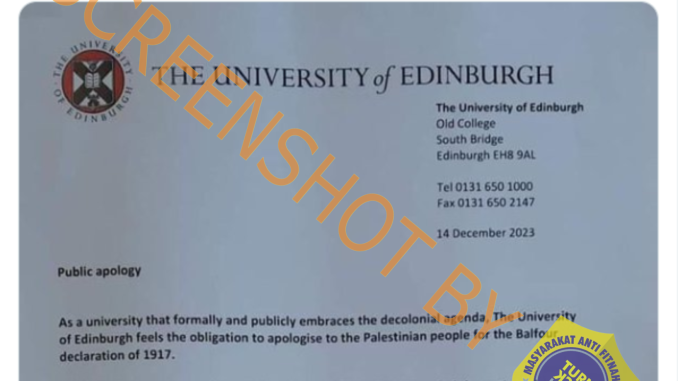 THE UNIVERSITY OF EDINBURGH
THE UNIVERSITY of EDINBURGH
The University of Edinburgh
Old College
South Bridge
Edinburgh EH8 9AL
Tel 0131 650 1000
Fax 0131 650 2147
14 December 2023
Public apology
As a university that formally and publicly embraces the decolonial agenda, The University
of Edinburgh feels the obligation to apologise to the Palestinian people for the Balfour
declaration of 1917.
SCREENSHOT BY
MASYARAKAT ANTI FITNAH